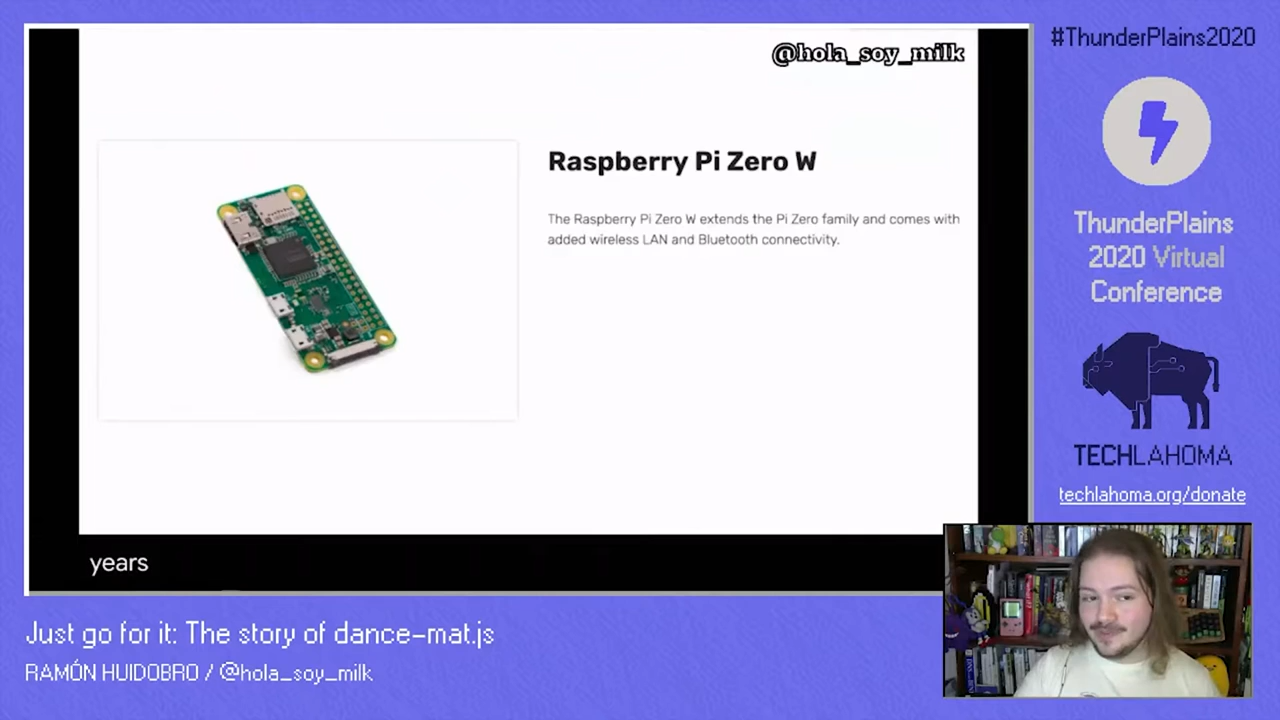 @hola_soy_milk
Raspberry Pi Zero W
The Raspberry Pi Zero W extends the Pi Zero family and comes with
added wireless LAN and Bluetooth connectivity.
years
#ThunderPlains2020
ThunderPlains
2020 Virtual
Conference
TECHLAHOMA
techlahoma.org/donate
Just go for it: The story of dance-mat.js
RAMÓN HUIDOBRO / @hola_soy_milk